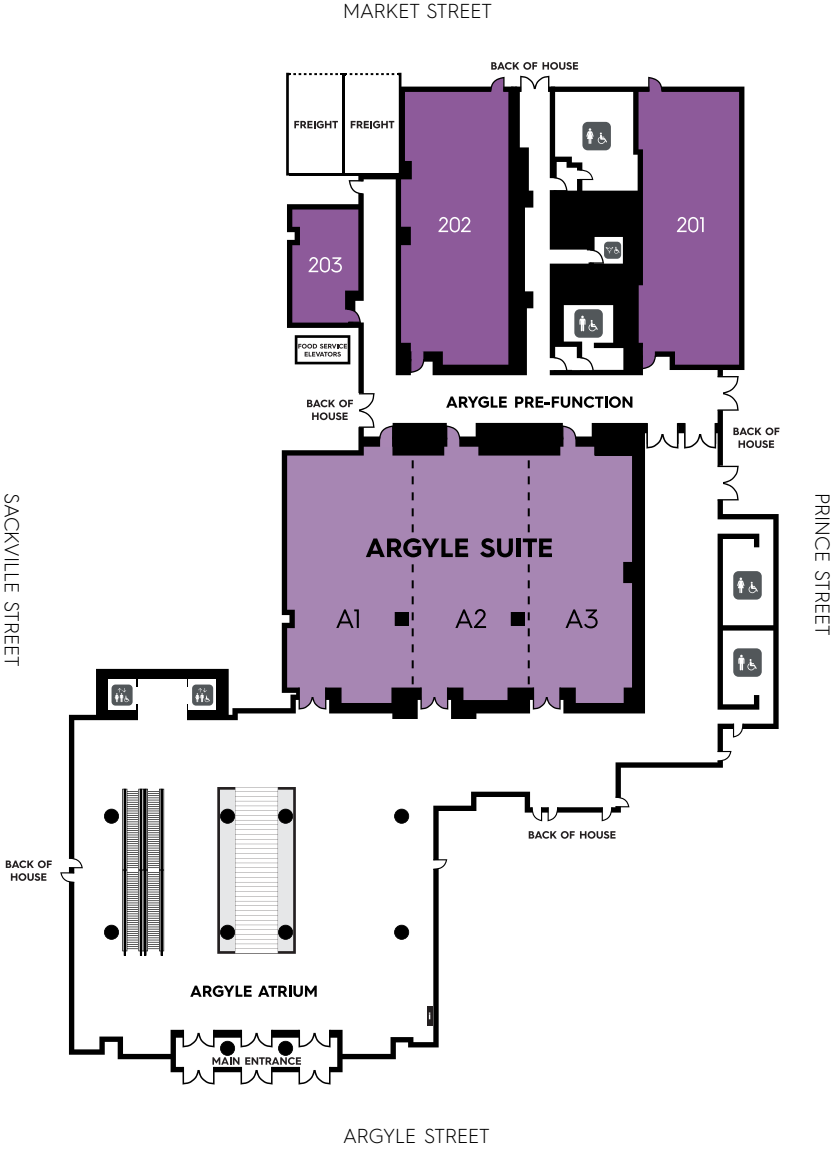 MARKET STREET
BACK OF HOUSE
FREIGHT
FREIGHT
202
201
203
FOOD SERVICE
ELEVATORS
BACK OF
HOUSE
ARYGLE PRE-FUNCTION
BACK OF
HOUSE
SACKVILLE STREET
PRINCE STREET
ARGYLE SUITE
A1
A2
A3
BACK OF HOUSE
BACK OF
HOUSE
ARGYLE ATRIUM
MAIN ENTRANCE
ARGYLE STREET